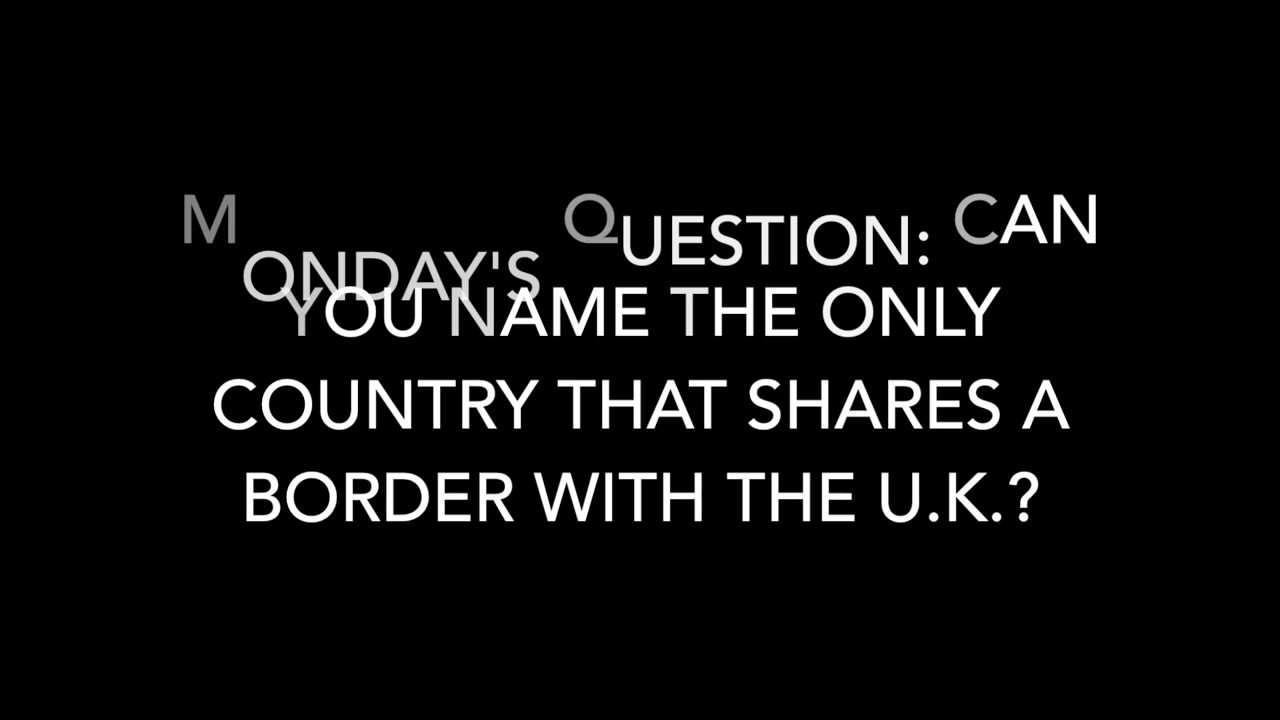 MONDAY'S QUESTION: CAN
YOU NAME THE ONLY
COUNTRY THAT SHARES A
BORDER WITH THE U.K.?